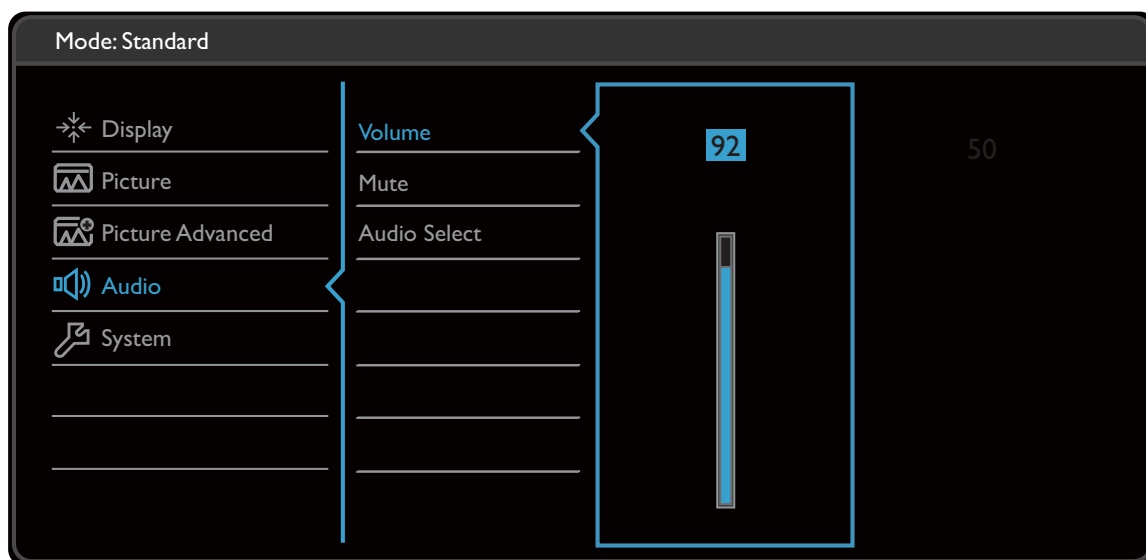 Mode: Standard
Display
Picture
Picture Advanced
Audio
System
Volume
Mute
Audio Select
92
50